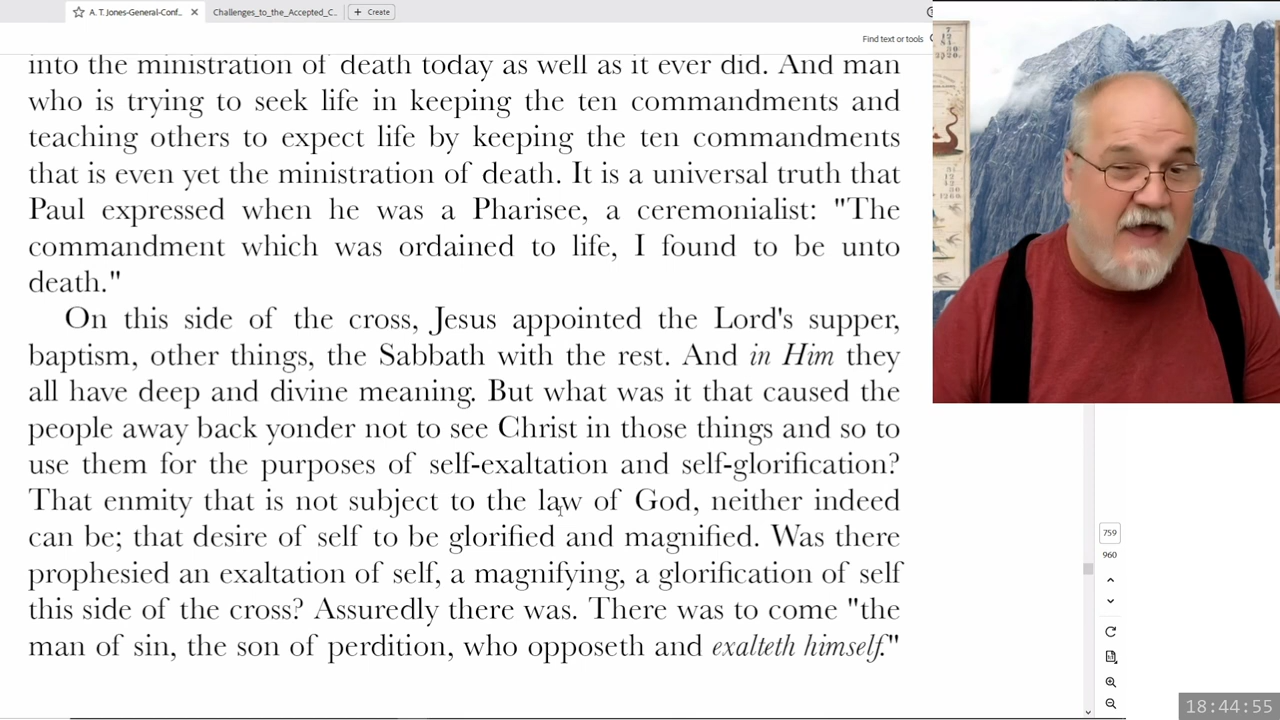 A. T. Jones-General-Conf...
Challenges_to_the_Accepted_C...
+ Create
Find text or tools
into the ministration of death today as well as it ever did. And man
who is trying to seek life in keeping the ten commandments and
teaching others to expect life by keeping the ten commandments
that is even yet the ministration of death. It is a universal truth that
Paul expressed when he was a Pharisee, a ceremonialist: "The
commandment which was ordained to life, I found to be unto
death."
On this side of the cross, Jesus appointed the Lord's supper,
baptism, other things, the Sabbath with the rest. And in Him they
all have deep and divine meaning. But what was it that caused the
people away back yonder not to see Christ in those things and so to
use them for the purposes of self-exaltation and self-glorification?
That enmity that is not subject to the law of God, neither indeed
can be; that desire of self to be glorified and magnified. Was there
prophesied an exaltation of self, a magnifying, a glorification of self
this side of the cross? Assuredly there was. There was to come "the
man of sin, the son of perdition, who opposeth and exalteth himself."
759
960
18:44:55